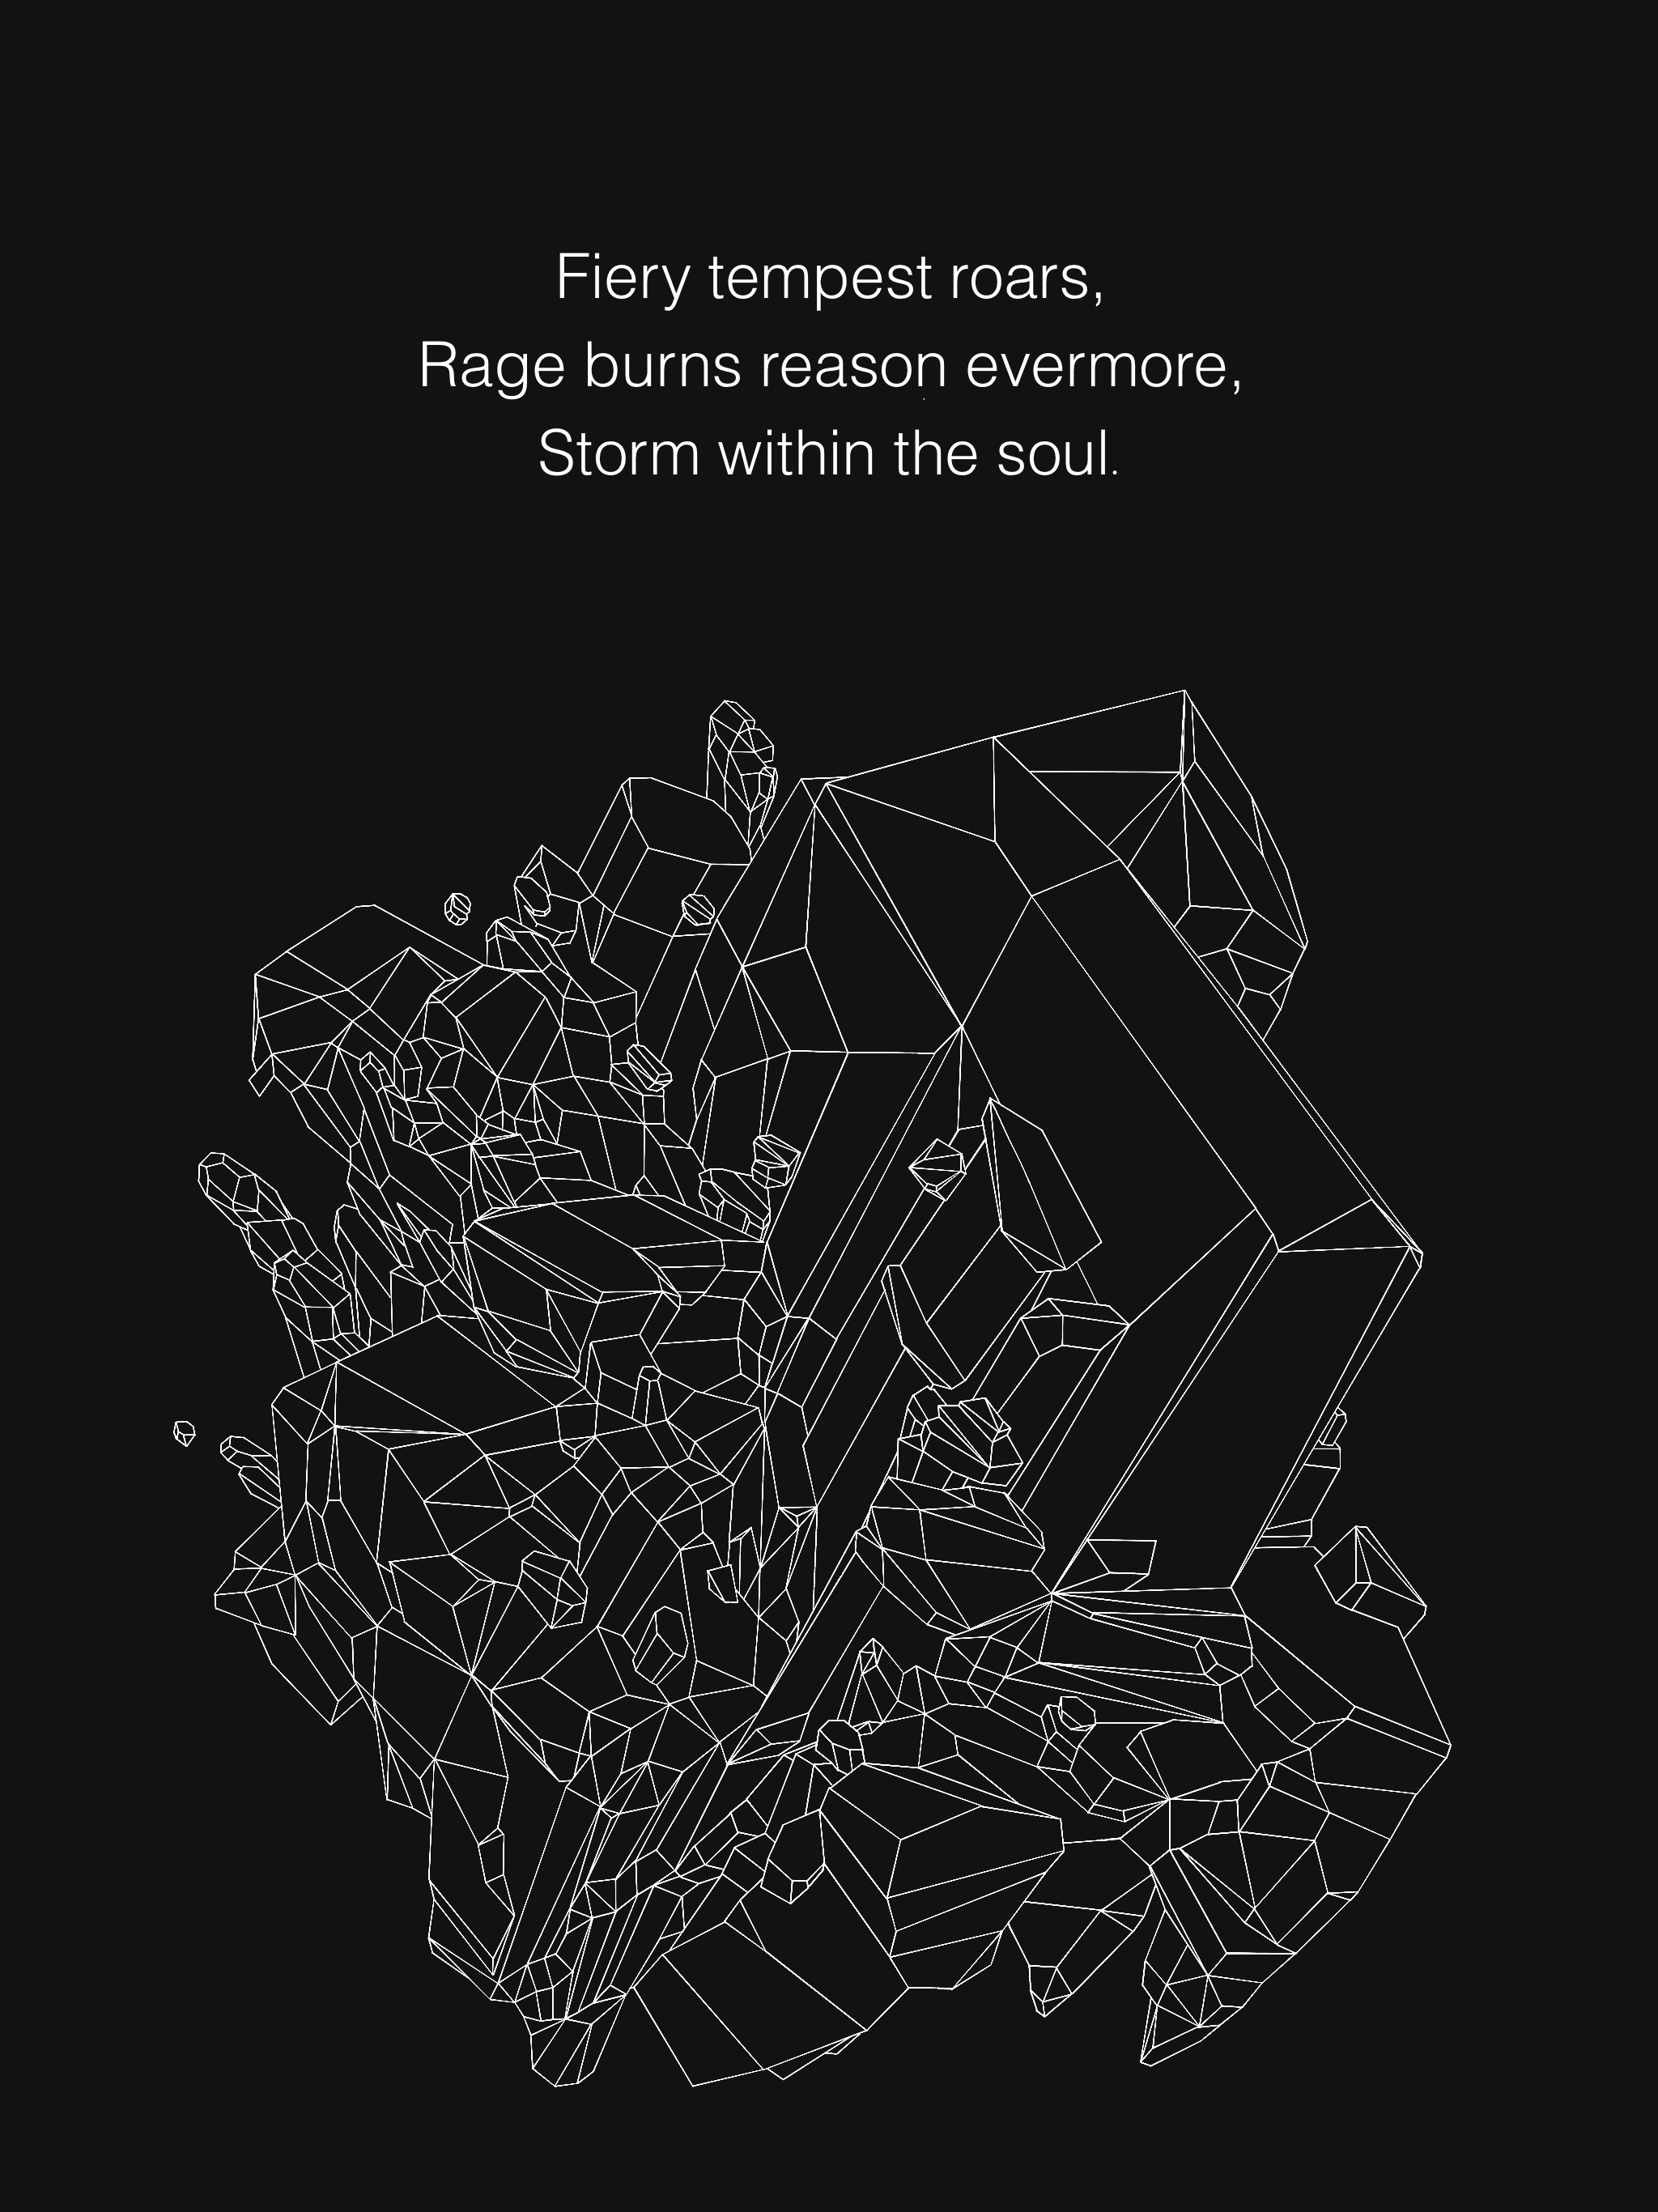 Fiery tempest roars,
Rage burns reason evermore,
Storm within the soul.